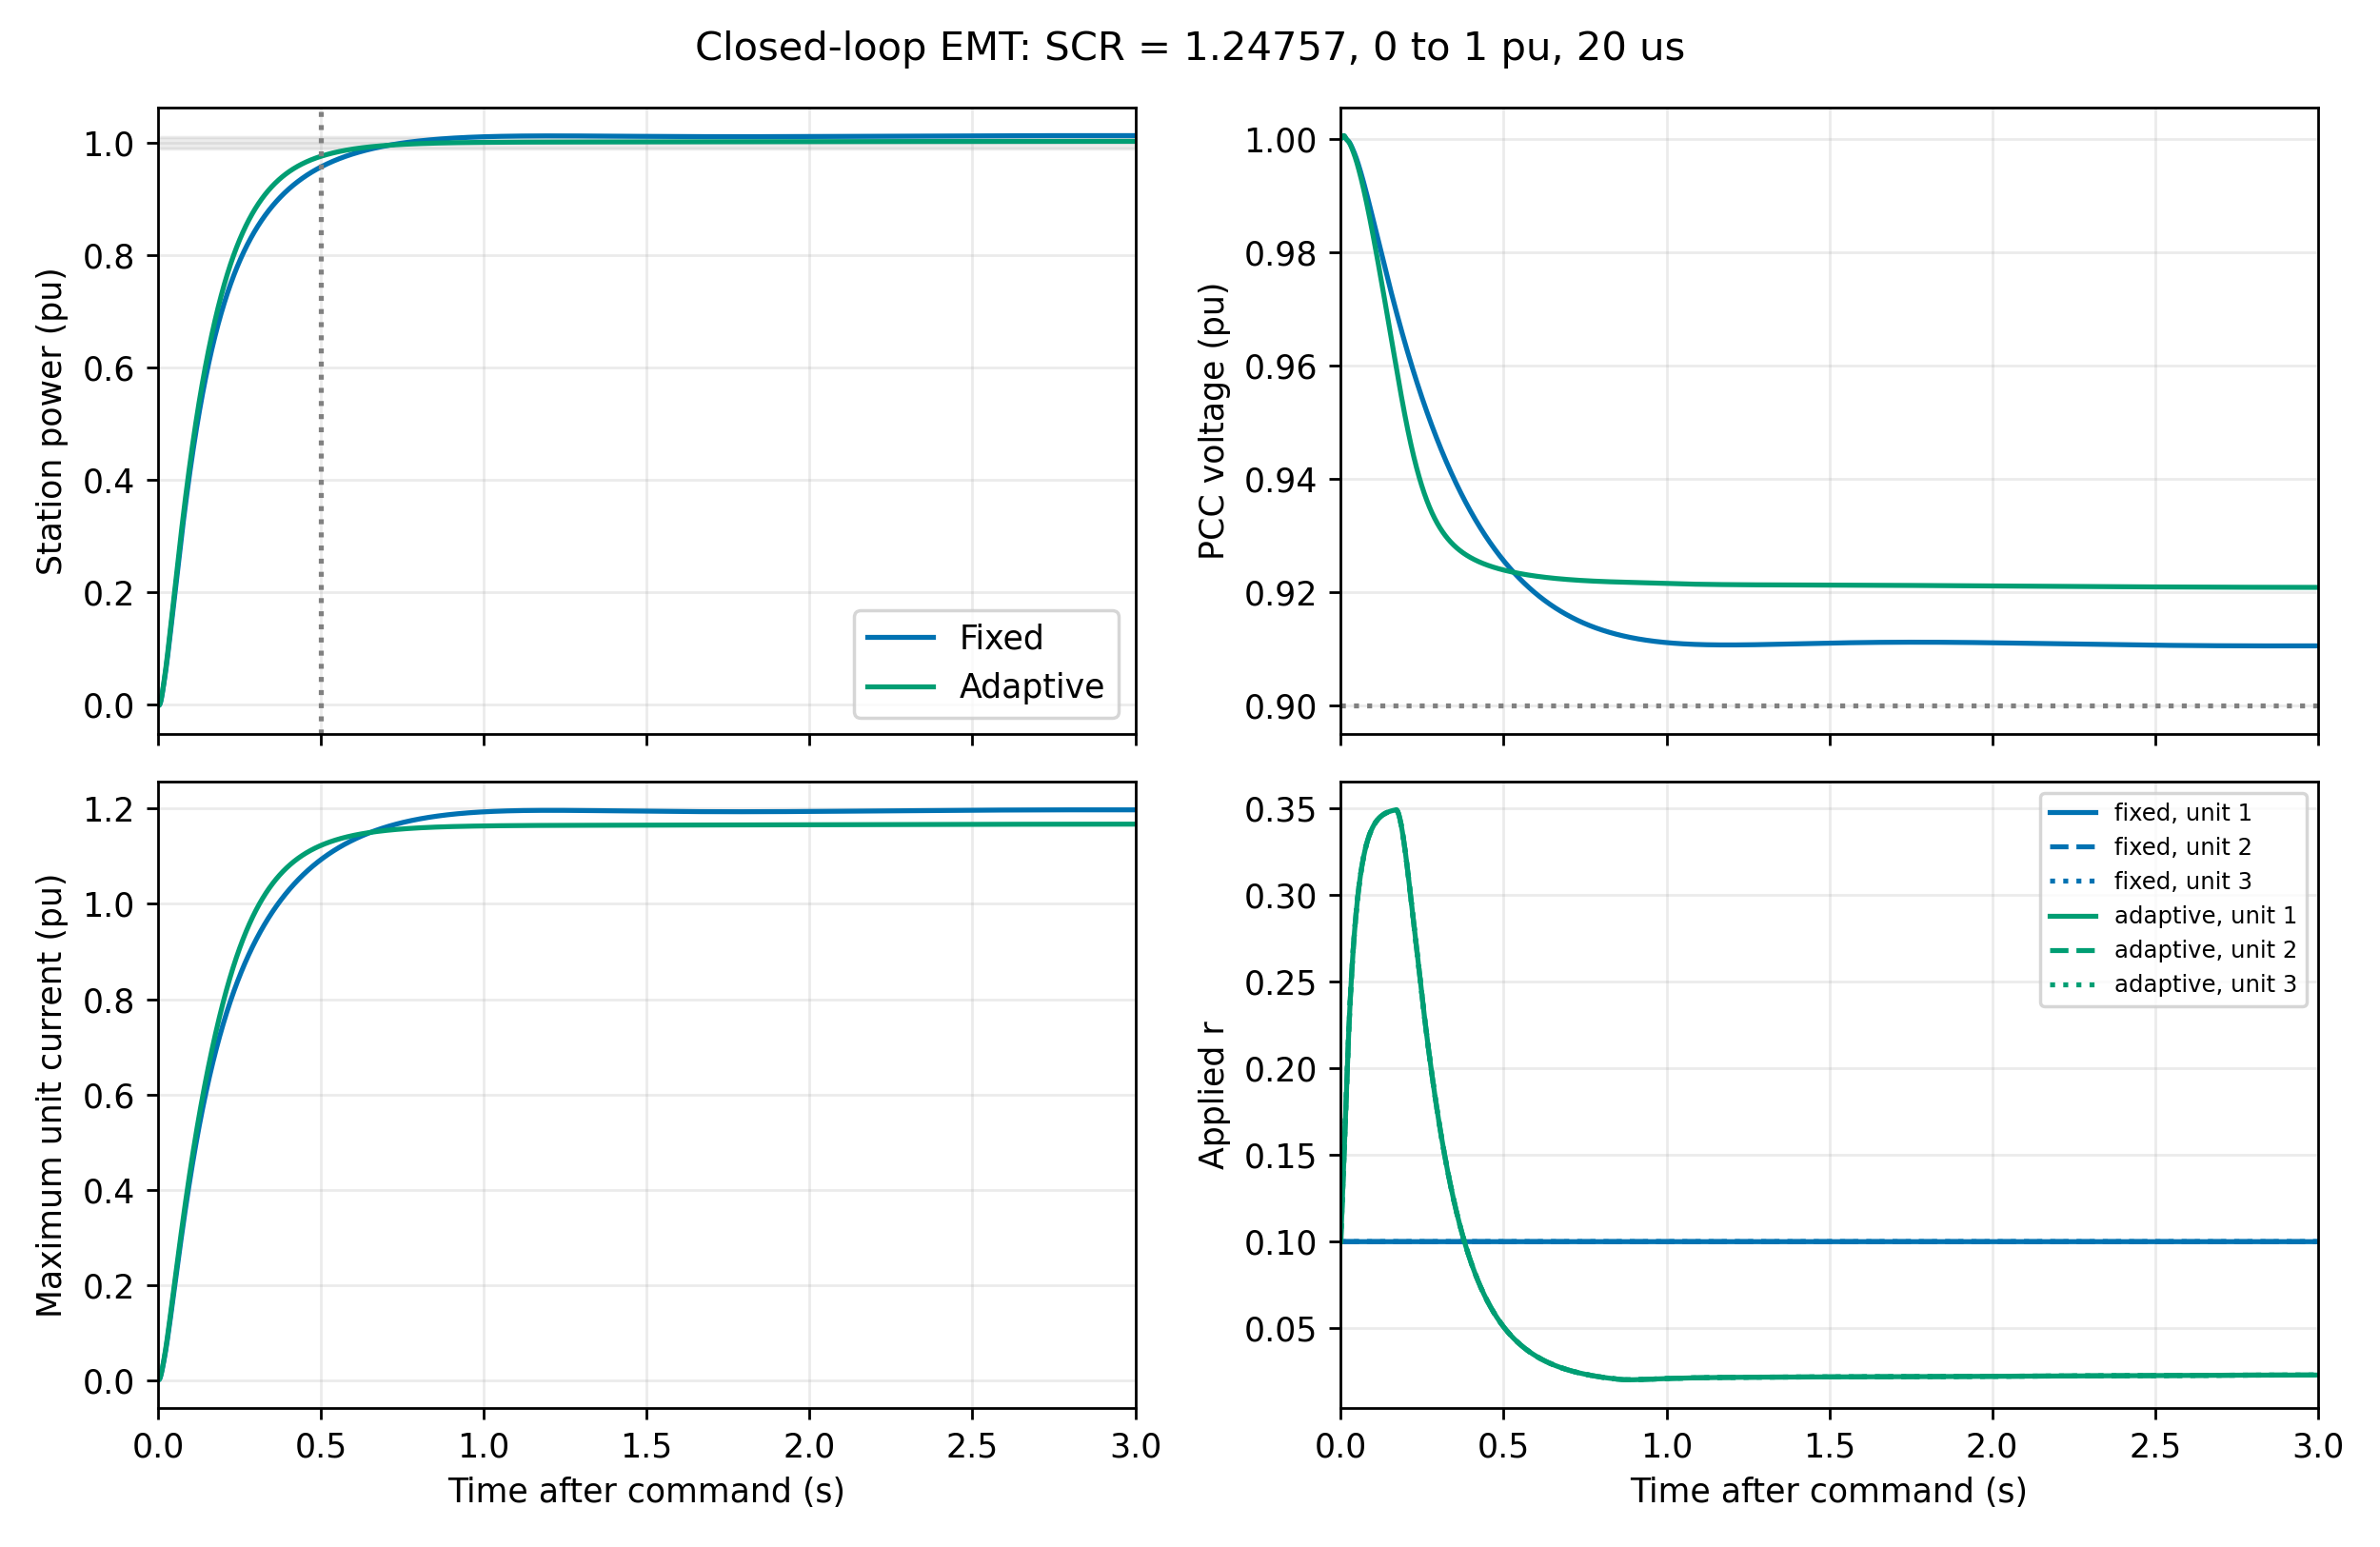 Closed-loop EMT: SCR = 1.24757, 0 to 1 pu, 20 us
Station power (pu)
1.0
0.8
0.6
0.4
0.2
0.0
Fixed
Adaptive
PCC voltage (pu)
1.00
0.98
0.96
0.94
0.92
0.90
Maximum unit current (pu)
1.2
1.0
0.8
0.6
0.4
0.2
0.0
0.0 0.5 1.0 1.5 2.0 2.5 3.0
Time after command (s)
Applied r
0.35
0.30
0.25
0.20
0.15
0.10
0.05
fixed, unit 1
fixed, unit 2
fixed, unit 3
adaptive, unit 1
adaptive, unit 2
adaptive, unit 3
0.0 0.5 1.0 1.5 2.0 2.5 3.0
Time after command (s)